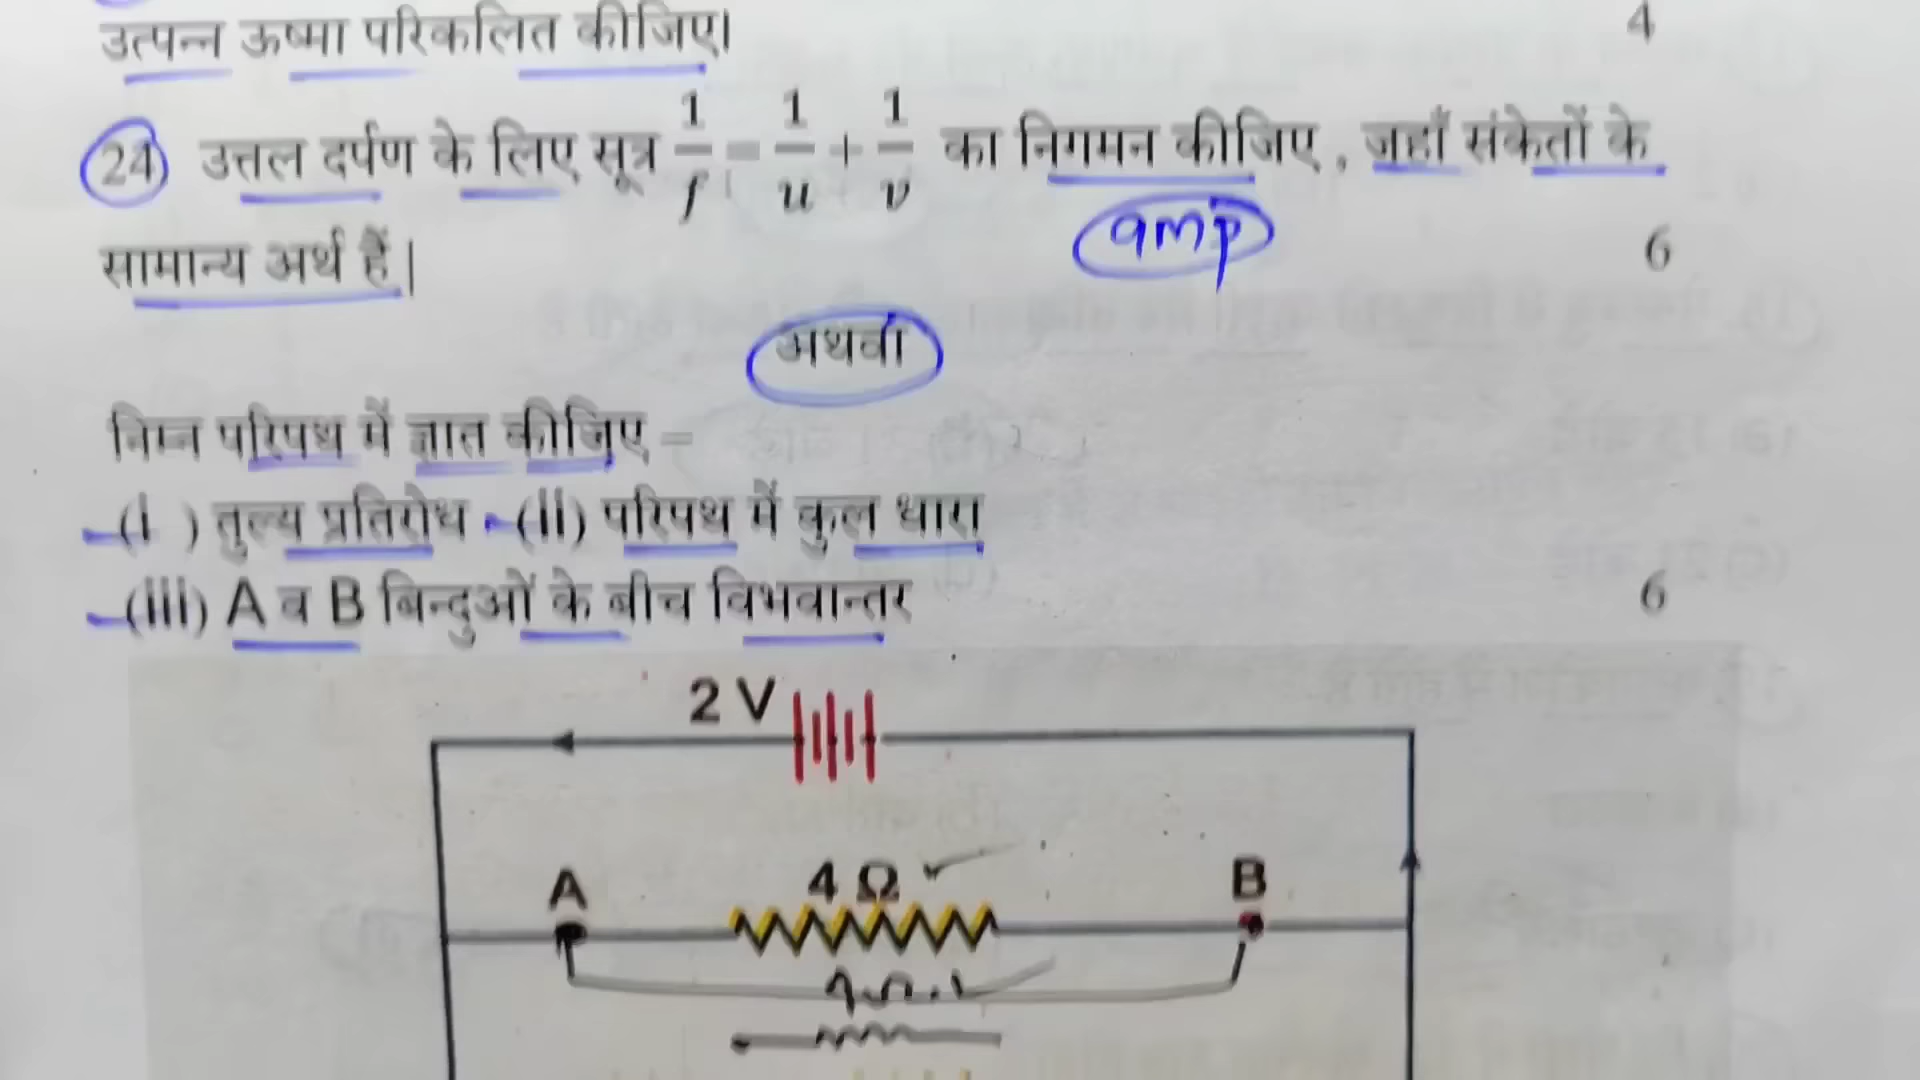 उत्पन्न ऊष्मा परिकलित कीजिए। 4
24 उत्तल दर्पण के लिए सूत्र 1/f = 1/u + 1/v का निगमन कीजिए , जहाँ संकेतों के
amp
सामान्य अर्थ हैं| 6
अथवा
निम्न परिपथ में ज्ञात कीजिए –
(i ) तुल्य प्रतिरोध (ii) परिपथ में कुल धारा
(iii) A व B बिन्दुओं के बीच विभवान्तर 6
2 V
A 4 Ω B